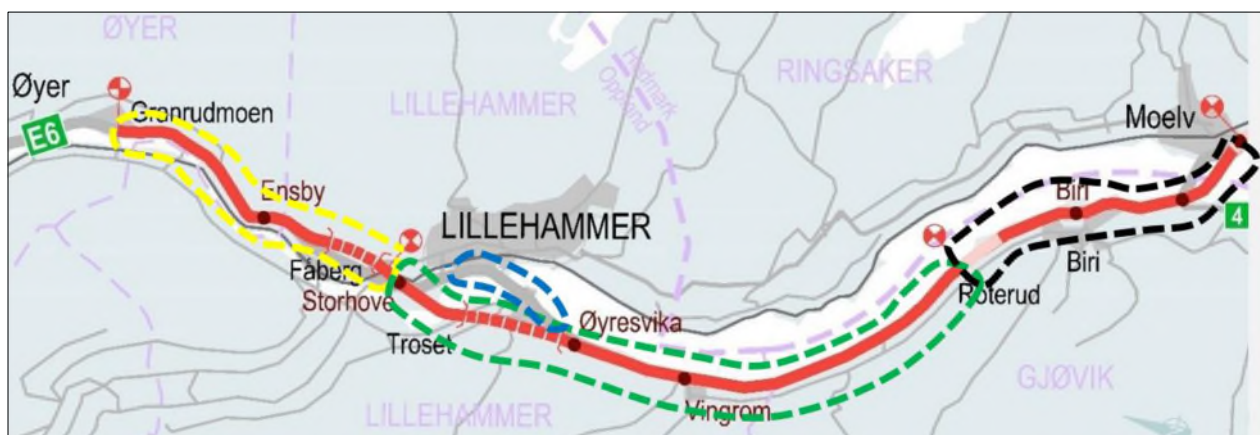 ØYER
Øyer
Granrudmoen
E6
LILLEHAMMER
Hedmark
Oppland
RINGSAKER
Moelv
Ensby
LILLEHAMMER
Biri
4
Fåberg
Storhove
Biri
Roterud
Øyresvika
Troset
GJØVIK
Vingrom
LILLEHAMMER